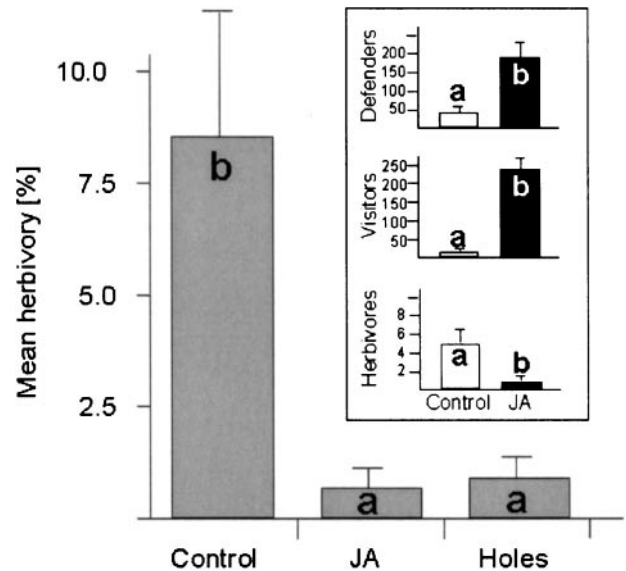 Mean herbivory [%]
10.0
7.5
5.0
2.5
b
a
a
Control JA Holes
Defenders
200
150
100
50
a
b
Visitors
250
200
150
100
50
a
b
Herbivores
8
6
4
2
a
b
Control JA